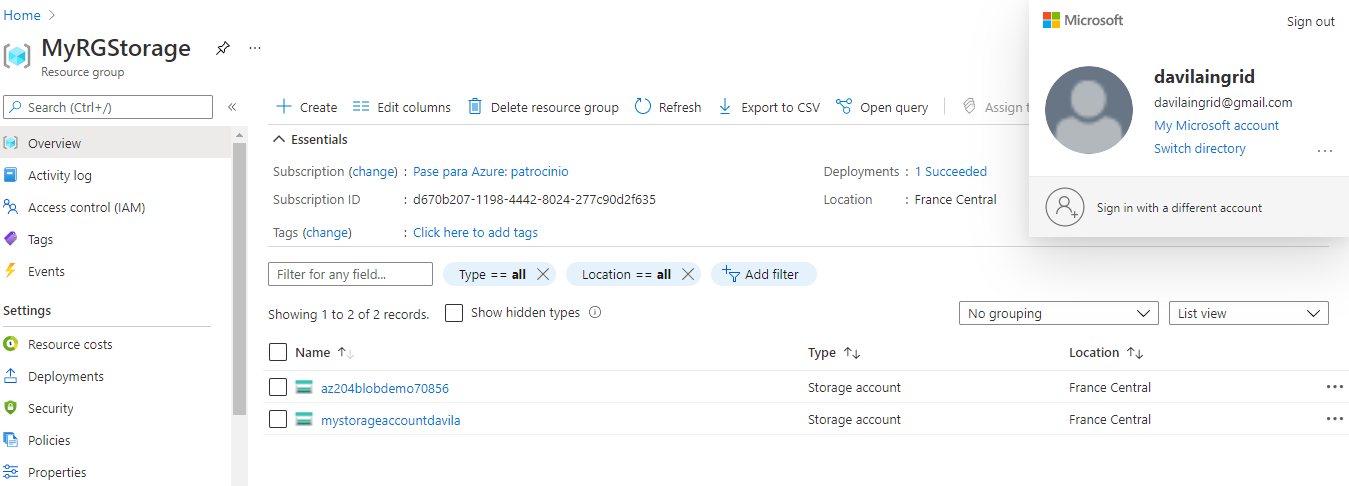 Home
Microsoft
Sign out
MyRGStorage
Resource group
davilaingrid
davilaingrid@gmail.com
My Microsoft account
Switch directory
Sign in with a different account
Search (Ctrl+/)
Overview
Activity log
Access control (IAM)
Tags
Events
Settings
Resource costs
Deployments
Security
Policies
Properties
Create Edit columns Delete resource group Refresh Export to CSV Open query Assign t
Essentials
Subscription (change) : Pase para Azure: patrocinio Deployments : 1 Succeeded
Subscription ID : d670b207-1198-4442-8024-277c90d2f635 Location : France Central
Tags (change) : Click here to add tags
Filter for any field... Type == all Location == all Add filter
Showing 1 to 2 of 2 records. Show hidden types No grouping List view
Name Type Location
az204blobdemo70856 Storage account France Central
mystorageaccountdavila Storage account France Central